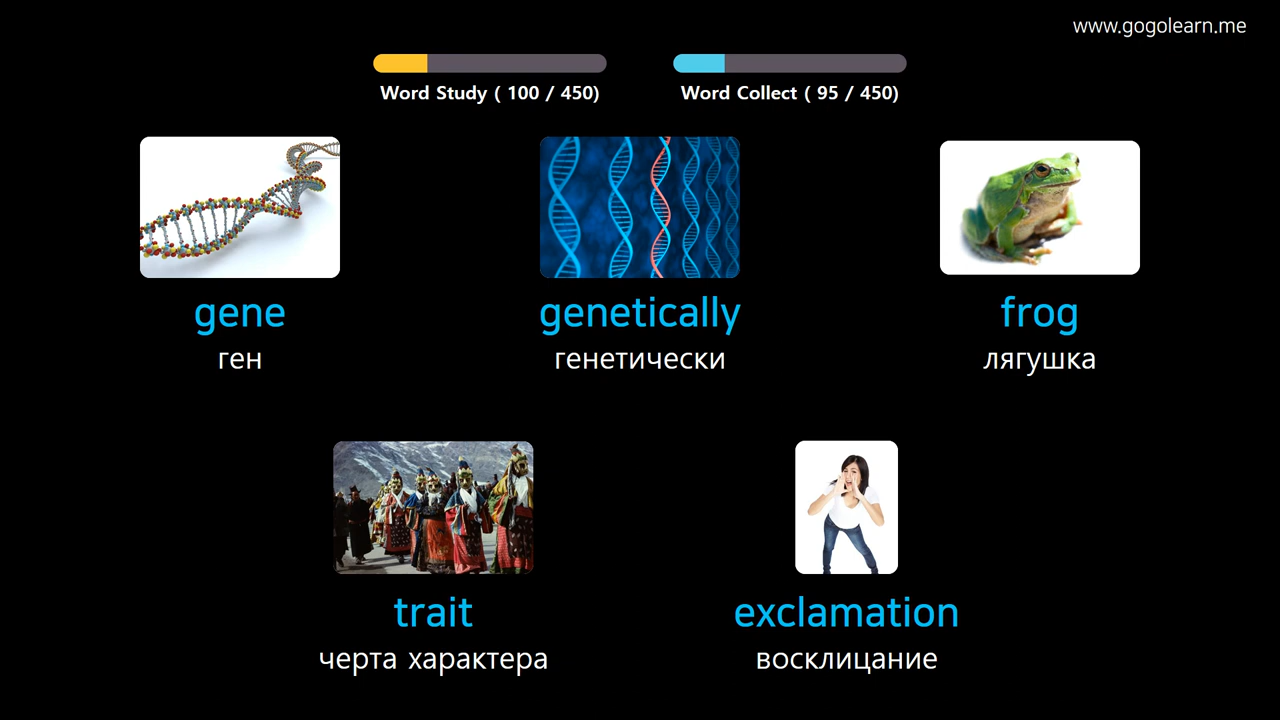 www.gogolearn.me
Word Study ( 100 / 450)
Word Collect ( 95 / 450)
gene
genetically
frog
ген
генетически
лягушка
trait
exclamation
черта характера
восклицание